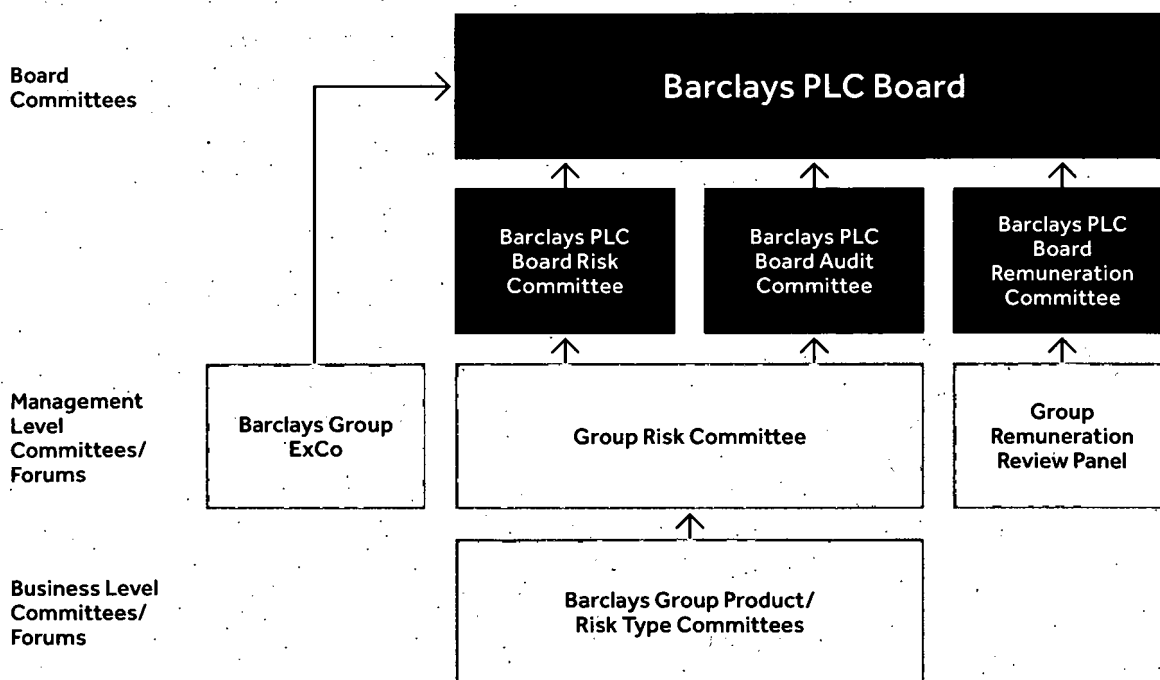 Board
Committees
Barclays PLC Board
Barclays PLC
Board Risk
Committee
Barclays PLC
Board Audit
Committee
Barclays PLC
Board
Remuneration
Committee
Management
Level
Committees/
Forums
Barclays Group
ExCo
Group Risk Committee
Group
Remuneration
Review Panel
Business Level
Committees/
Forums
Barclays Group Product/
Risk Type Committees